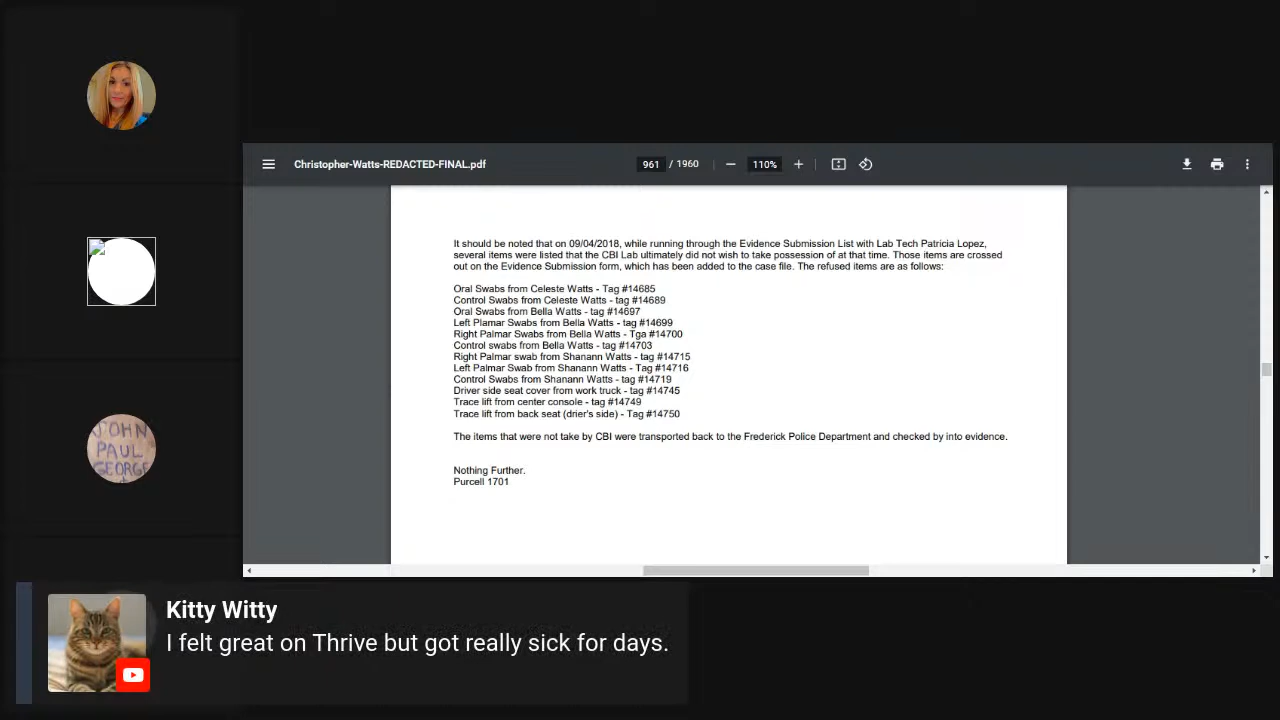 Christopher-Watts-REDACTED-FINAL.pdf
961 / 1960
110%
It should be noted that on 09/04/2018, while running through the Evidence Submission List with Lab Tech Patricia Lopez,
several items were listed that the CBI Lab ultimately did not wish to take possession of at that time. Those items are crossed
out on the Evidence Submission form, which has been added to the case file. The refused items are as follows:
Oral Swabs from Celeste Watts - Tag #14685
Control Swabs from Celeste Watts - tag #14689
Oral Swabs from Bella Watts - tag #14697
Left Plamar Swabs from Bella Watts - tag #14699
Right Palmar Swabs from Bella Watts - Tga #14700
Control swabs from Bella Watts - tag #14703
Right Palmar swab from Shanann Watts - tag #14715
Left Palmar Swab from Shanann Watts - Tag #14716
Control Swabs from Shanann Watts - tag #14719
Driver side seat cover from work truck - tag #14745
Trace lift from center console - tag #14749
Trace lift from back seat (drier's side) - Tag #14750
The items that were not take by CBI were transported back to the Frederick Police Department and checked by into evidence.
Nothing Further.
Purcell 1701
JOHN
PAUL
GEORGE
Kitty Witty
I felt great on Thrive but got really sick for days.